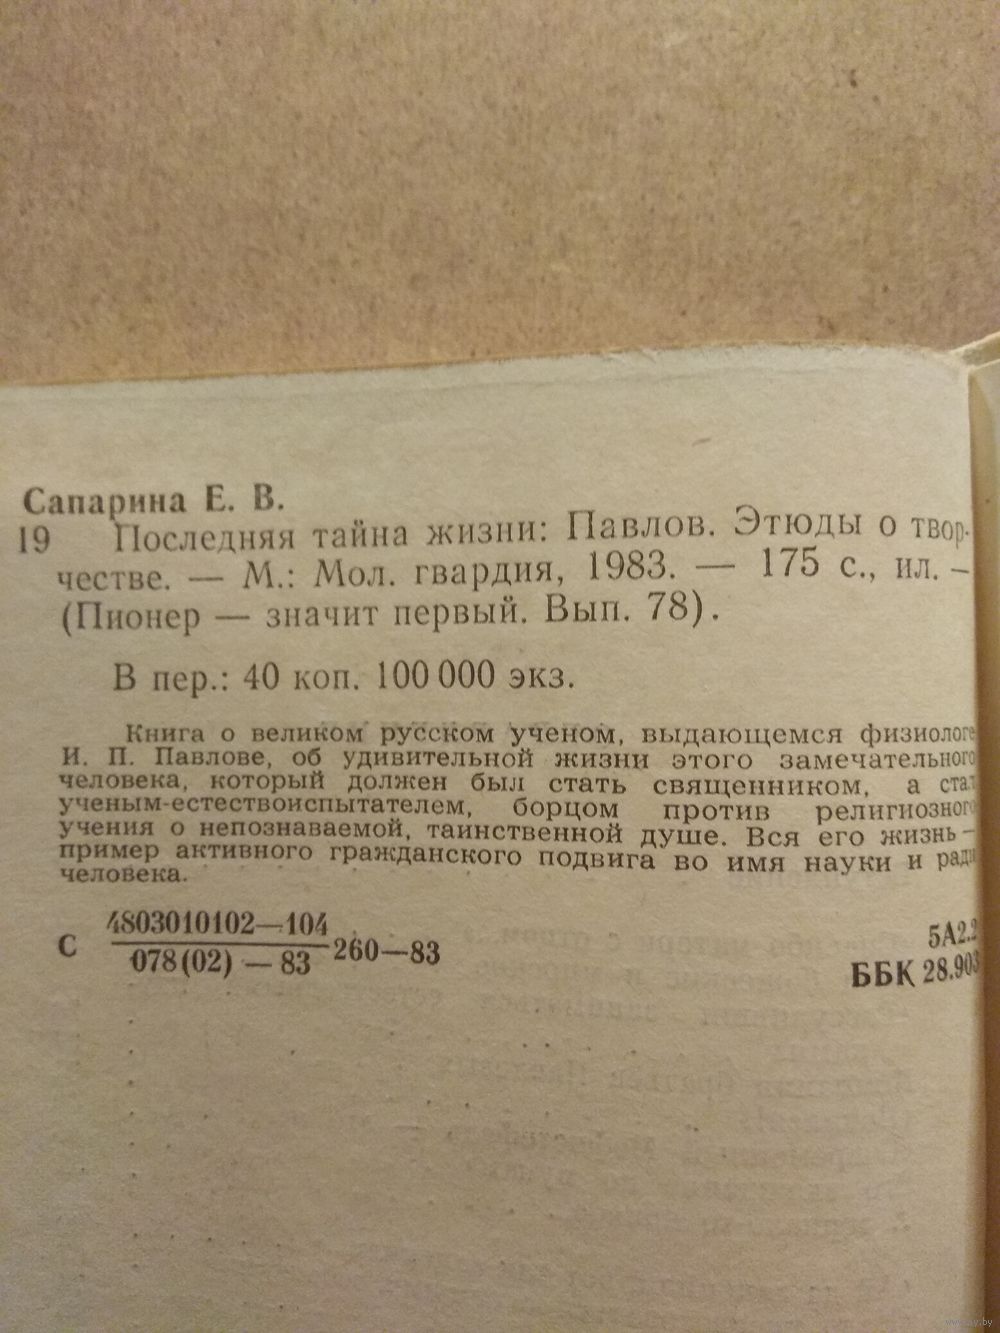 Сапарина Е. В.
19 Последняя тайна жизни: Павлов. Этюды о твор-
честве. — М.: Мол. гвардия, 1983. — 175 с., ил. —
(Пионер — значит первый. Вып. 78).
В пер.: 40 коп. 100 000 экз.
Книга о великом русском ученом, выдающемся физиологе
И. П. Павлове, об удивительной жизни этого замечательного
человека, который должен был стать священником, а стал
ученым-естествоиспытателем, борцом против религиозного
учения о непознаваемой, таинственной душе. Вся его жизнь —
пример активного гражданского подвига во имя науки и ради
человека.
4803010102—104
С 260—83
078(02) — 83
5А2.2
ББК 28.903